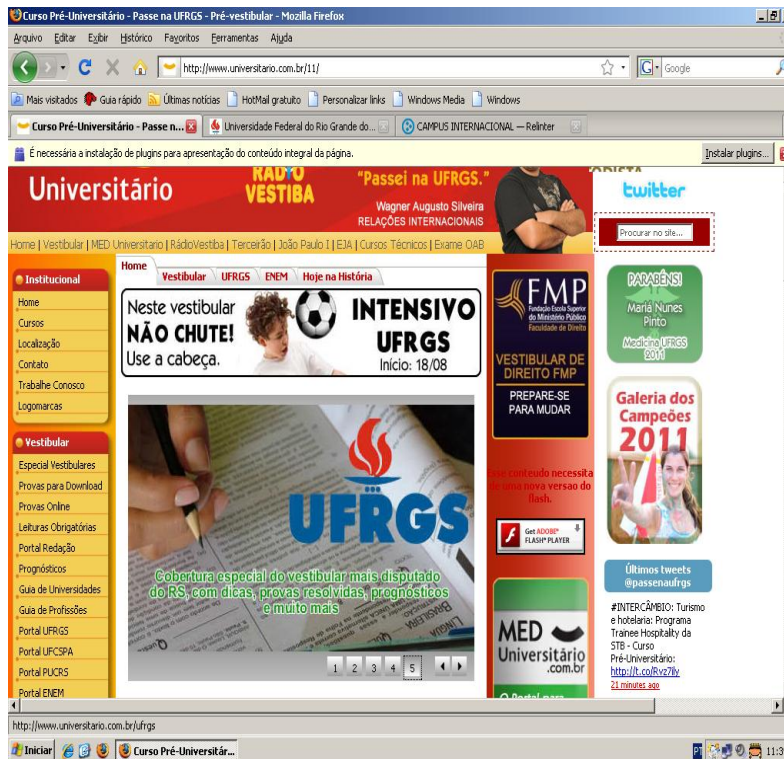 Curso Pré-Universitário - Passe na UFRGS - Pré-vestibular - Mozilla Firefox
Arquivo Editar Exibir Histórico Favoritos Ferramentas Ajuda
http://www.universitario.com.br/11/
Google
Mais visitados Guia rápido Últimas notícias HotMail gratuito Personalizar links Windows Media Windows
Curso Pré-Universitário - Passe n...
Universidade Federal do Rio Grande do...
CAMPUS INTERNACIONAL — Relinter
É necessária a instalação de plugins para apresentação do conteúdo integral da página.
Instalar plugins...
Universitário
RÁDIO
VESTIBA
"Passei na UFRGS."
Wagner Augusto Silveira
RELAÇÕES INTERNACIONAIS
twitter
Procurar no site...
Home | Vestibular | MED Universitario | RádioVestiba | Terceirão | João Paulo I | EJA | Cursos Técnicos | Exame OAB
Institucional
Home
Cursos
Localização
Contato
Trabalhe Conosco
Logomarcas
Vestibular
Especial Vestibulares
Provas para Download
Provas Online
Leituras Obrigatórias
Portal Redação
Prognósticos
Guia de Universidades
Guia de Profissões
Portal UFRGS
Portal UFCSPA
Portal PUCRS
Portal ENEM
Home
Vestibular UFRGS ENEM Hoje na História
Neste vestibular
NÃO CHUTE!
Use a cabeça.
INTENSIVO
UFRGS
Início: 18/08
UFRGS
Cobertura especial do vestibular mais disputado
do RS, com dicas, provas resolvidas, prognósticos
e muito mais
1 2 3 4 5
FMP
Fundação Escola Superior
do Ministério Público
Faculdade de Direito
VESTIBULAR DE
DIREITO FMP
PREPARE-SE
PARA MUDAR
Esse conteudo necessita
de uma nova versao do
flash.
Get ADOBE®
FLASH® PLAYER
MED
Universitário
.com.br
O Portal para
PARABÉNS!
Mariá Nunes
Pinto
Medicina UFRGS
2011
Galeria dos
Campeões
2011
Últimos tweets
@passenaufrgs
#INTERCÂMBIO: Turismo
e hotelaria: Programa
Trainee Hospitality da
STB - Curso
Pré-Universitário:
http://t.co/Rvz7ily
21 minutes ago
http://www.universitario.com.br/ufrgs
Iniciar
Curso Pré-Universitár...
PT
11:3